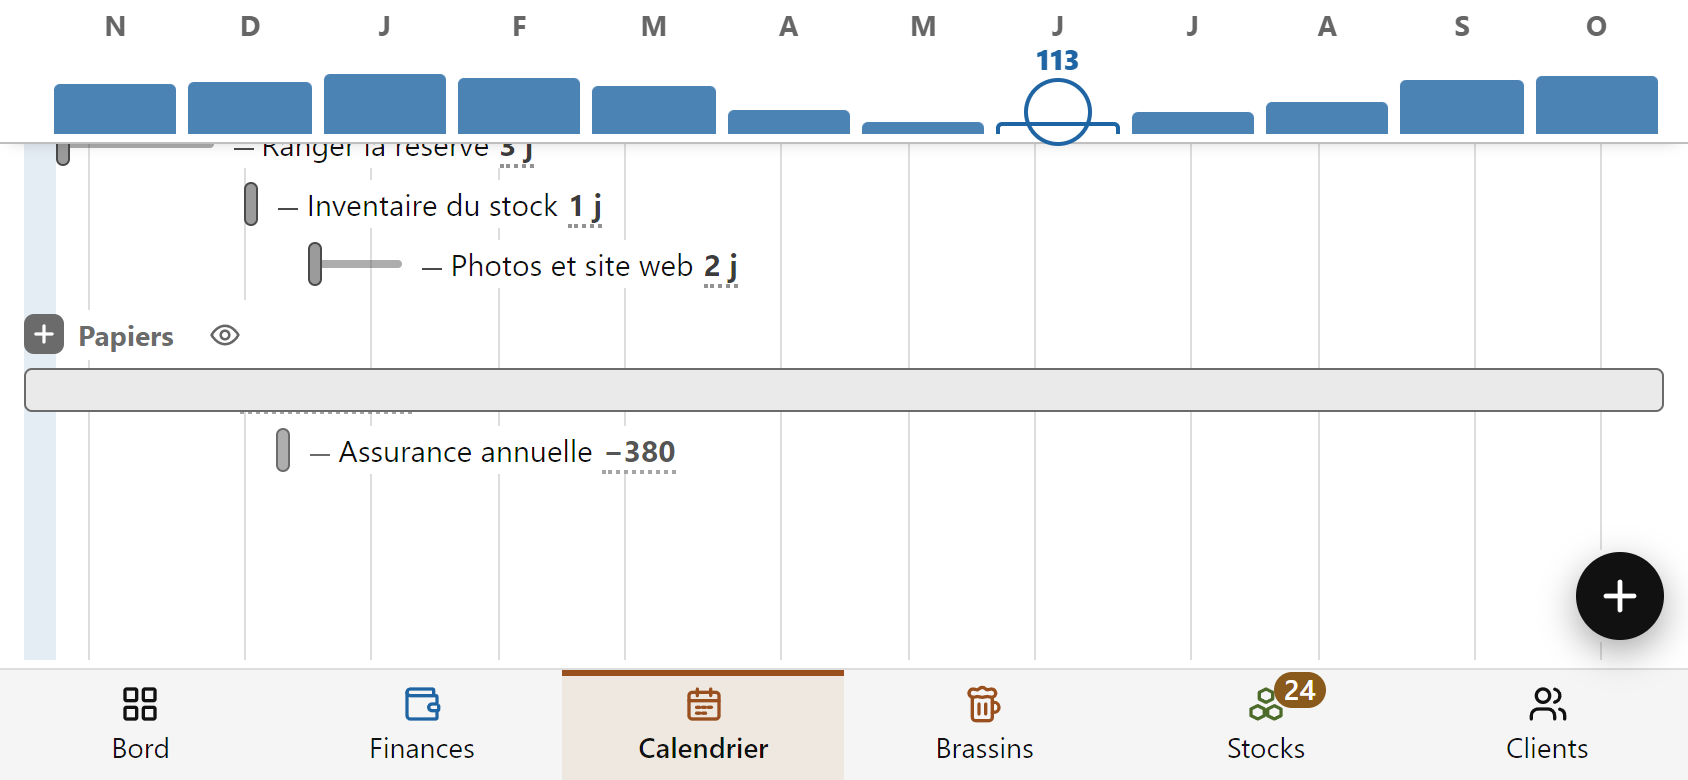 N D J F M A M J J A S O
113
— Ranger la réserve 3 j
— Inventaire du stock 1 j
— Photos et site web 2 j
Papiers
— Assurance annuelle −380
24
Bord Finances Calendrier Brassins Stocks Clients